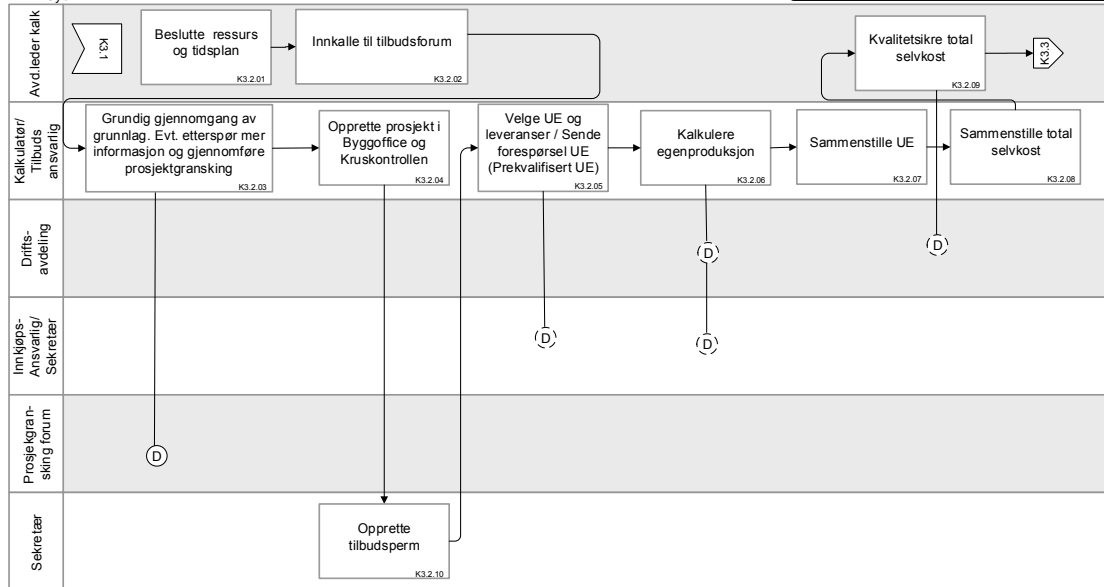 Avd.leder kalk
K3.1
Beslutte ressurs
og tidsplan
K3.2.01
Innkalle til tilbudsforum
K3.2.02
Kvalitetsikre total
selvkost
K3.2.09
K3.3
Kalkulatør/
Tilbuds
ansvarlig
Grundig gjennomgang av
grunnlag. Evt. etterspør mer
informasjon og gjennomføre
prosjektgransking
K3.2.03
Opprette prosjekt i
Byggoffice og
Kruskontrollen
K3.2.04
Velge UE og
leveranser / Sende
forespørsel UE
(Prekvalifisert UE)
K3.2.05
Kalkulere
egenproduksjon
K3.2.06
Sammenstille UE
K3.2.07
Sammenstille total
selvkost
K3.2.08
Drifts-
avdeling
D
D
Innkjøps-
Ansvarlig/
Sekretær
D
D
Prosjekgran-
sking forum
D
Sekretær
Opprette
tilbudsperm
K3.2.10